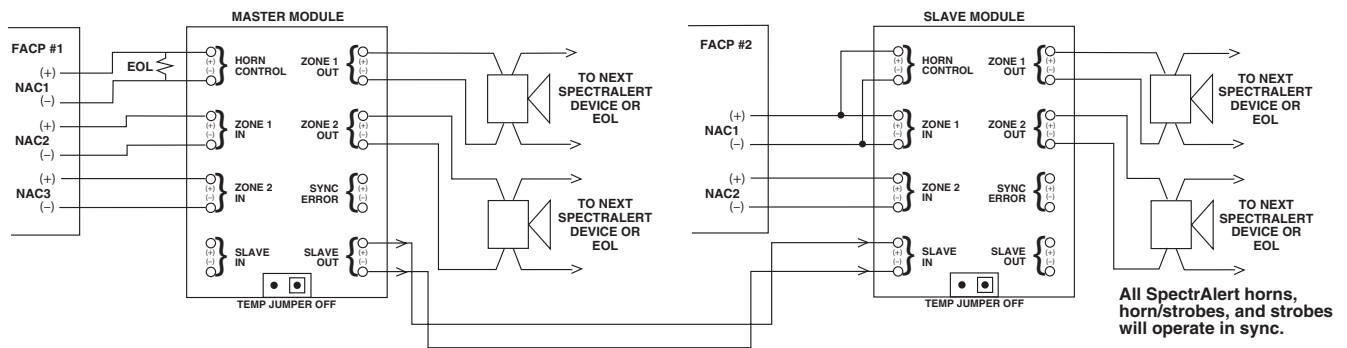 MASTER MODULE
FACP #1
(+)
NAC1
(–)
(+)
NAC2
(–)
(+)
NAC3
(–)
EOL
HORN
CONTROL
(+)
(–)
ZONE 1
IN
(+)
(–)
ZONE 2
IN
(+)
(–)
SLAVE
IN
(+)
(–)
ZONE 1
OUT
(+)
(–)
ZONE 2
OUT
(+)
(–)
SYNC
ERROR
(+)
(–)
SLAVE
OUT
(+)
(–)
TEMP JUMPER OFF
TO NEXT
SPECTRALERT
DEVICE OR
EOL
TO NEXT
SPECTRALERT
DEVICE OR
EOL
SLAVE MODULE
FACP #2
(+)
NAC1
(–)
(+)
NAC2
(–)
HORN
CONTROL
(+)
(–)
ZONE 1
IN
(+)
(–)
ZONE 2
IN
(+)
(–)
SLAVE
IN
(+)
(–)
ZONE 1
OUT
(+)
(–)
ZONE 2
OUT
(+)
(–)
SYNC
ERROR
(+)
(–)
SLAVE
OUT
(+)
(–)
TEMP JUMPER OFF
TO NEXT
SPECTRALERT
DEVICE OR
EOL
TO NEXT
SPECTRALERT
DEVICE OR
EOL
All SpectrAlert horns,
horn/strobes, and strobes
will operate in sync.